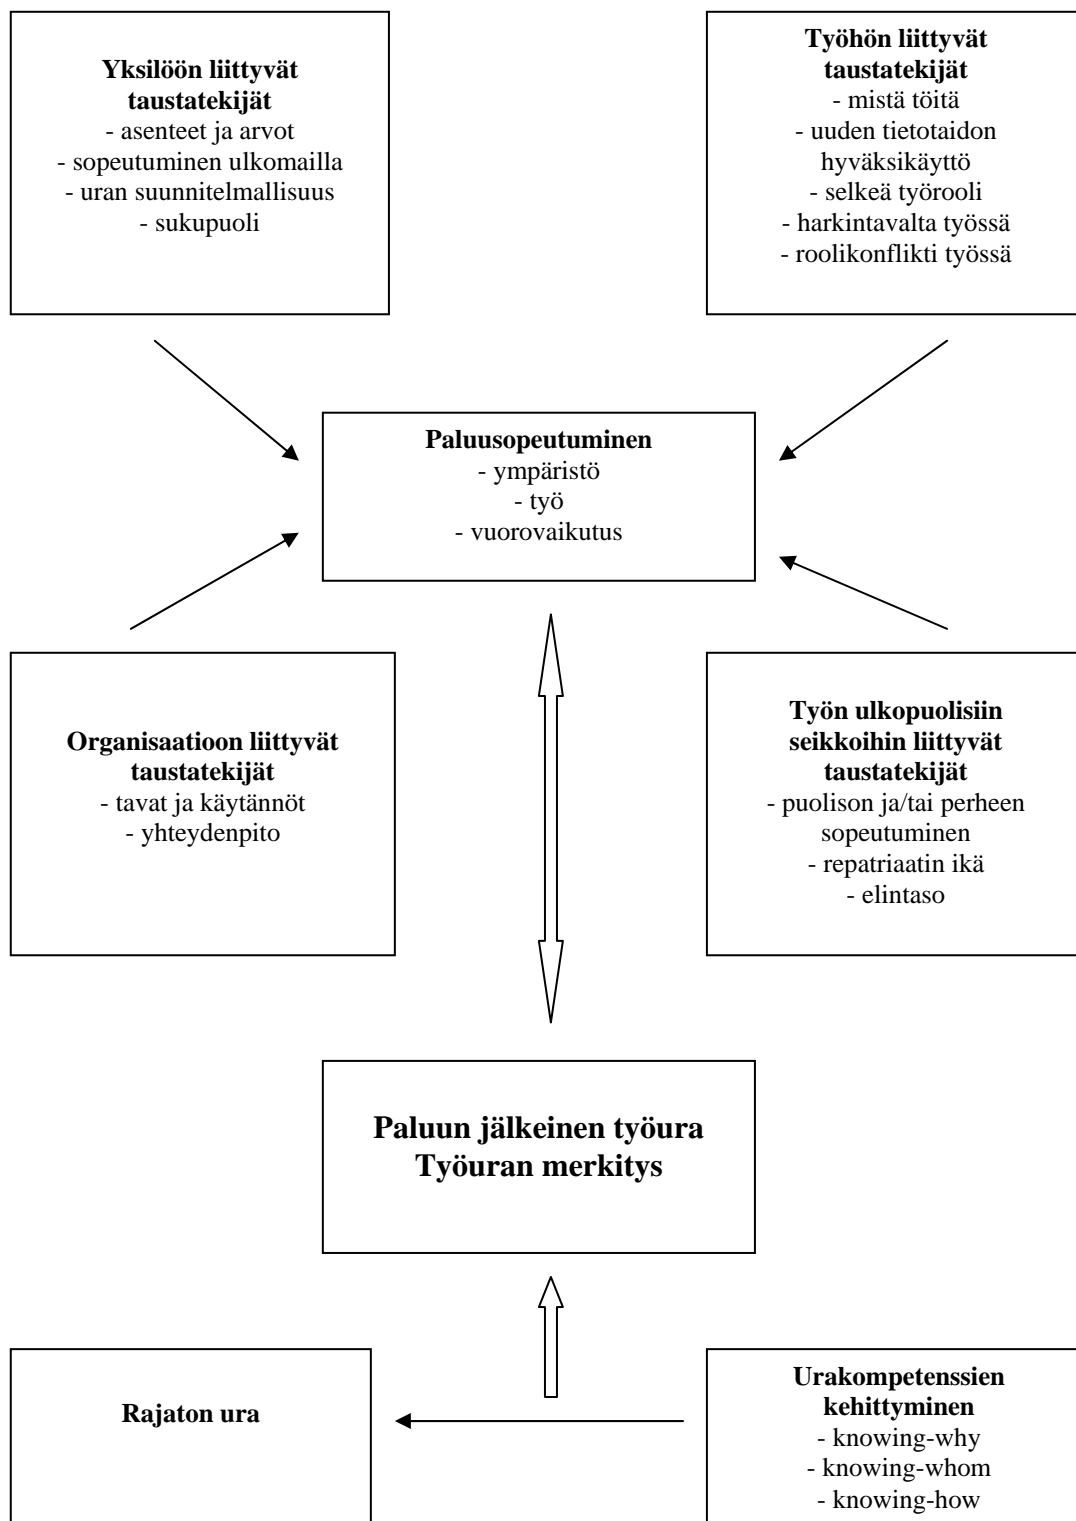 Yksilöön liittyvät
taustatekijät
- asenteet ja arvot
- sopeutuminen ulkomailla
- uran suunnitelmallisuus
- sukupuoli
Työhön liittyvät
taustatekijät
- mistä töitä
- uuden tietotaidon
hyväksikäyttö
- selkeä työrooli
- harkintavalta työssä
- roolikonflikti työssä
Paluusopeutuminen
- ympäristö
- työ
- vuorovaikutus
Organisaatioon liittyvät
taustatekijät
- tavat ja käytännöt
- yhteydenpito
Työn ulkopuolisiin
seikkoihin liittyvät
taustatekijät
- puolison ja/tai perheen
sopeutuminen
- repatriaatin ikä
- elintaso
Paluun jälkeinen työura
Työuran merkitys
Rajaton ura
Urakompetenssien
kehittyminen
- knowing-why
- knowing-whom
- knowing-how